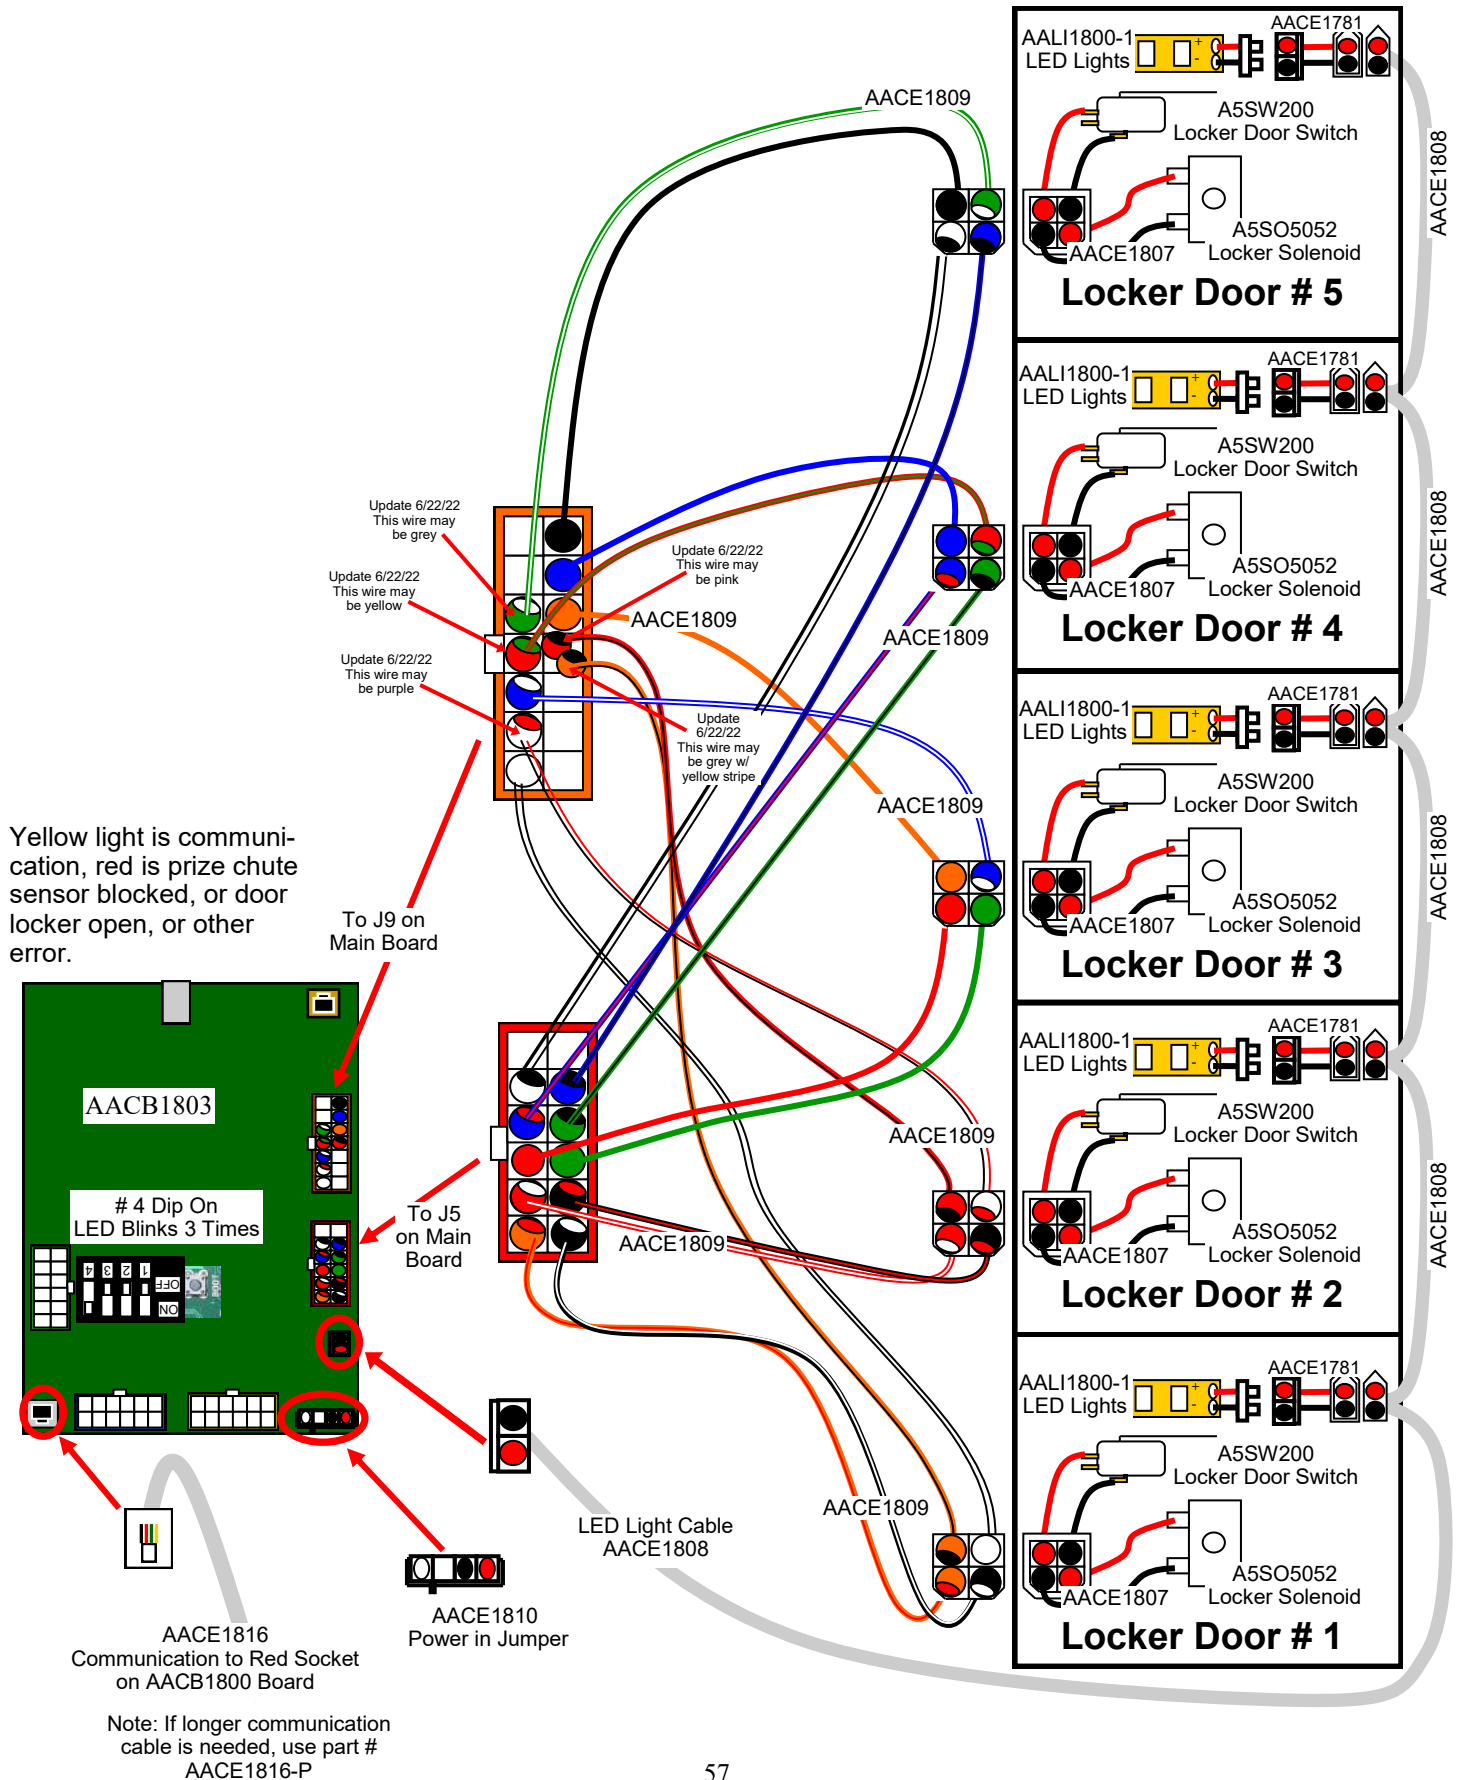 AACE1809
Update 6/22/22
This wire may
be grey
Update 6/22/22
This wire may
be yellow
Update 6/22/22
This wire may
be purple
Update 6/22/22
This wire may
be pink
Update
6/22/22
This wire may
be grey w/
yellow stripe
AACE1809
AACE1809
AACE1809
AACE1809
AACE1809
AACE1809
Yellow light is communi-
cation, red is prize chute
sensor blocked, or door
locker open, or other
error.
To J9 on
Main Board
AACB1803
# 4 Dip On
LED Blinks 3 Times
4 3 2 1
OFF
ON
BOOT
To J5
on Main
Board
LED Light Cable
AACE1808
AACE1810
Power in Jumper
AACE1816
Communication to Red Socket
on AACB1800 Board
Note: If longer communication
cable is needed, use part #
AACE1816-P
AALI1800-1
LED Lights
+
-
AACE1781
A5SW200
Locker Door Switch
A5SO5052
Locker Solenoid
AACE1807
Locker Door # 5
AACE1808
AALI1800-1
LED Lights
+
-
AACE1781
A5SW200
Locker Door Switch
A5SO5052
Locker Solenoid
AACE1807
Locker Door # 4
AACE1808
AALI1800-1
LED Lights
+
-
AACE1781
A5SW200
Locker Door Switch
A5SO5052
Locker Solenoid
AACE1807
Locker Door # 3
AACE1808
AALI1800-1
LED Lights
+
-
AACE1781
A5SW200
Locker Door Switch
A5SO5052
Locker Solenoid
AACE1807
Locker Door # 2
AACE1808
AALI1800-1
LED Lights
+
-
AACE1781
A5SW200
Locker Door Switch
A5SO5052
Locker Solenoid
AACE1807
Locker Door # 1
57